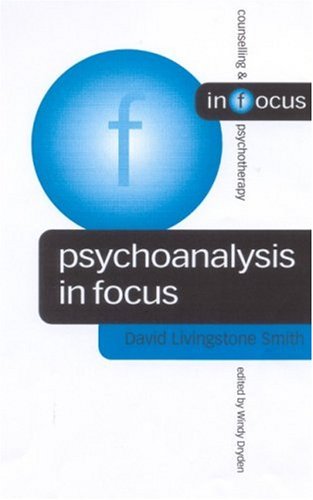 counselling & psychotherapy
in focus
f
psychoanalysis
in focus
David Livingstone Smith
edited by Windy Dryden